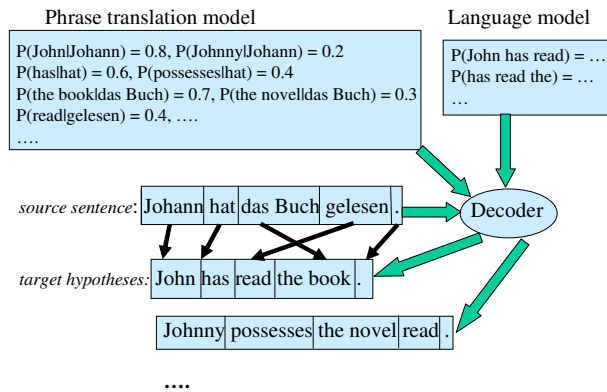 Phrase translation model
P(John|Johann) = 0.8, P(Johnny|Johann) = 0.2
P(has|hat) = 0.6, P(possesses|hat) = 0.4
P(the book|das Buch) = 0.7, P(the novel|das Buch) = 0.3
P(read|gelesen) = 0.4, ….
….
Language model
P(John has read) = …
P(has read the) = …
…
source sentence: Johann hat das Buch gelesen .
Decoder
target hypotheses: John has read the book .
Johnny possesses the novel read .
….